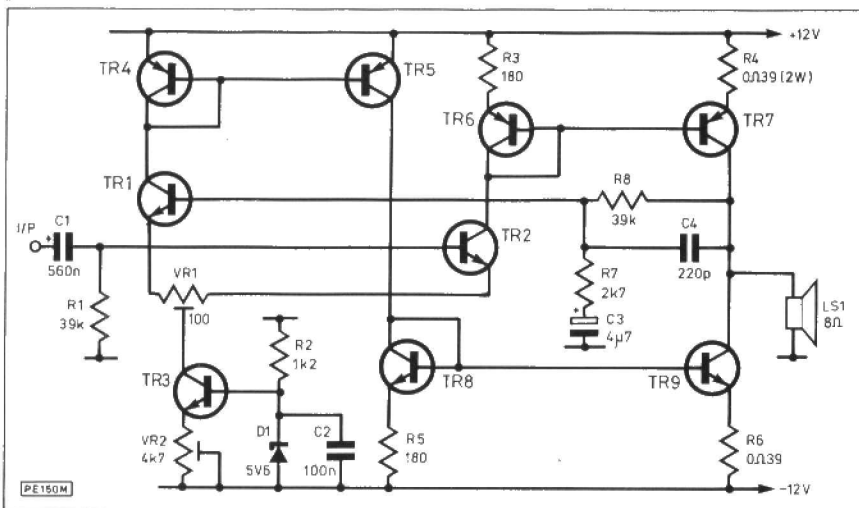 +12V
TR4
TR5
R3
180
R4
0Ω39 (2W)
TR6
TR7
TR1
R8
39k
I/P
C1
+
560n
TR2
C4
220p
R1
39k
VR1
100
R7
2k7
+
C3
4µ7
LS1
8Ω
R2
1k2
TR3
TR8
TR9
VR2
4k7
D1
5V6
C2
100n
R5
180
R6
0Ω39
PE150M
-12V